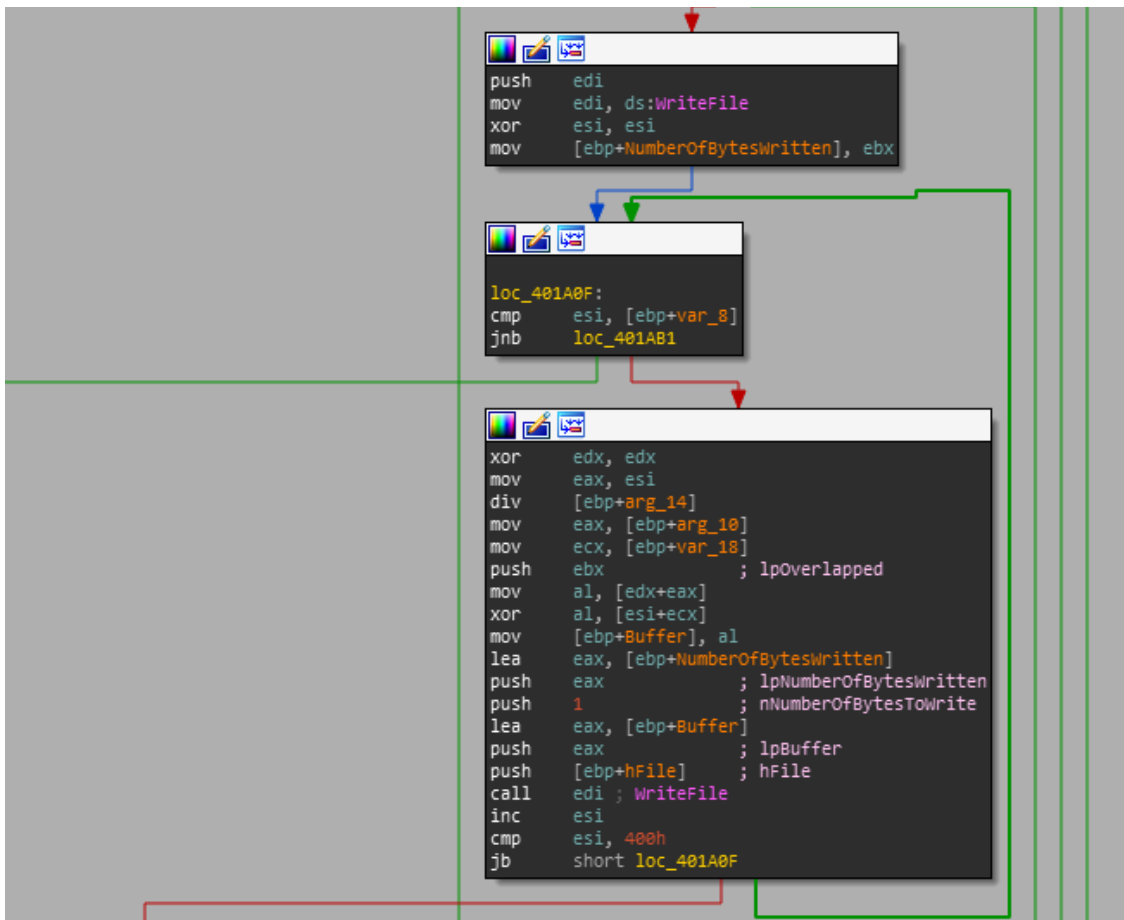 push edi
mov edi, ds:WriteFile
xor esi, esi
mov [ebp+NumberOfBytesWritten], ebx
loc_401A0F:
cmp esi, [ebp+var_8]
jnb loc_401AB1
xor edx, edx
mov eax, esi
div [ebp+arg_14]
mov eax, [ebp+arg_10]
mov ecx, [ebp+var_18]
push ebx ; lpOverlapped
mov al, [edx+eax]
xor al, [esi+ecx]
mov [ebp+Buffer], al
lea eax, [ebp+NumberOfBytesWritten]
push eax ; lpNumberOfBytesWritten
push 1 ; nNumberOfBytesToWrite
lea eax, [ebp+Buffer]
push eax ; lpBuffer
push [ebp+hFile] ; hFile
call edi ; WriteFile
inc esi
cmp esi, 400h
jb short loc_401A0F